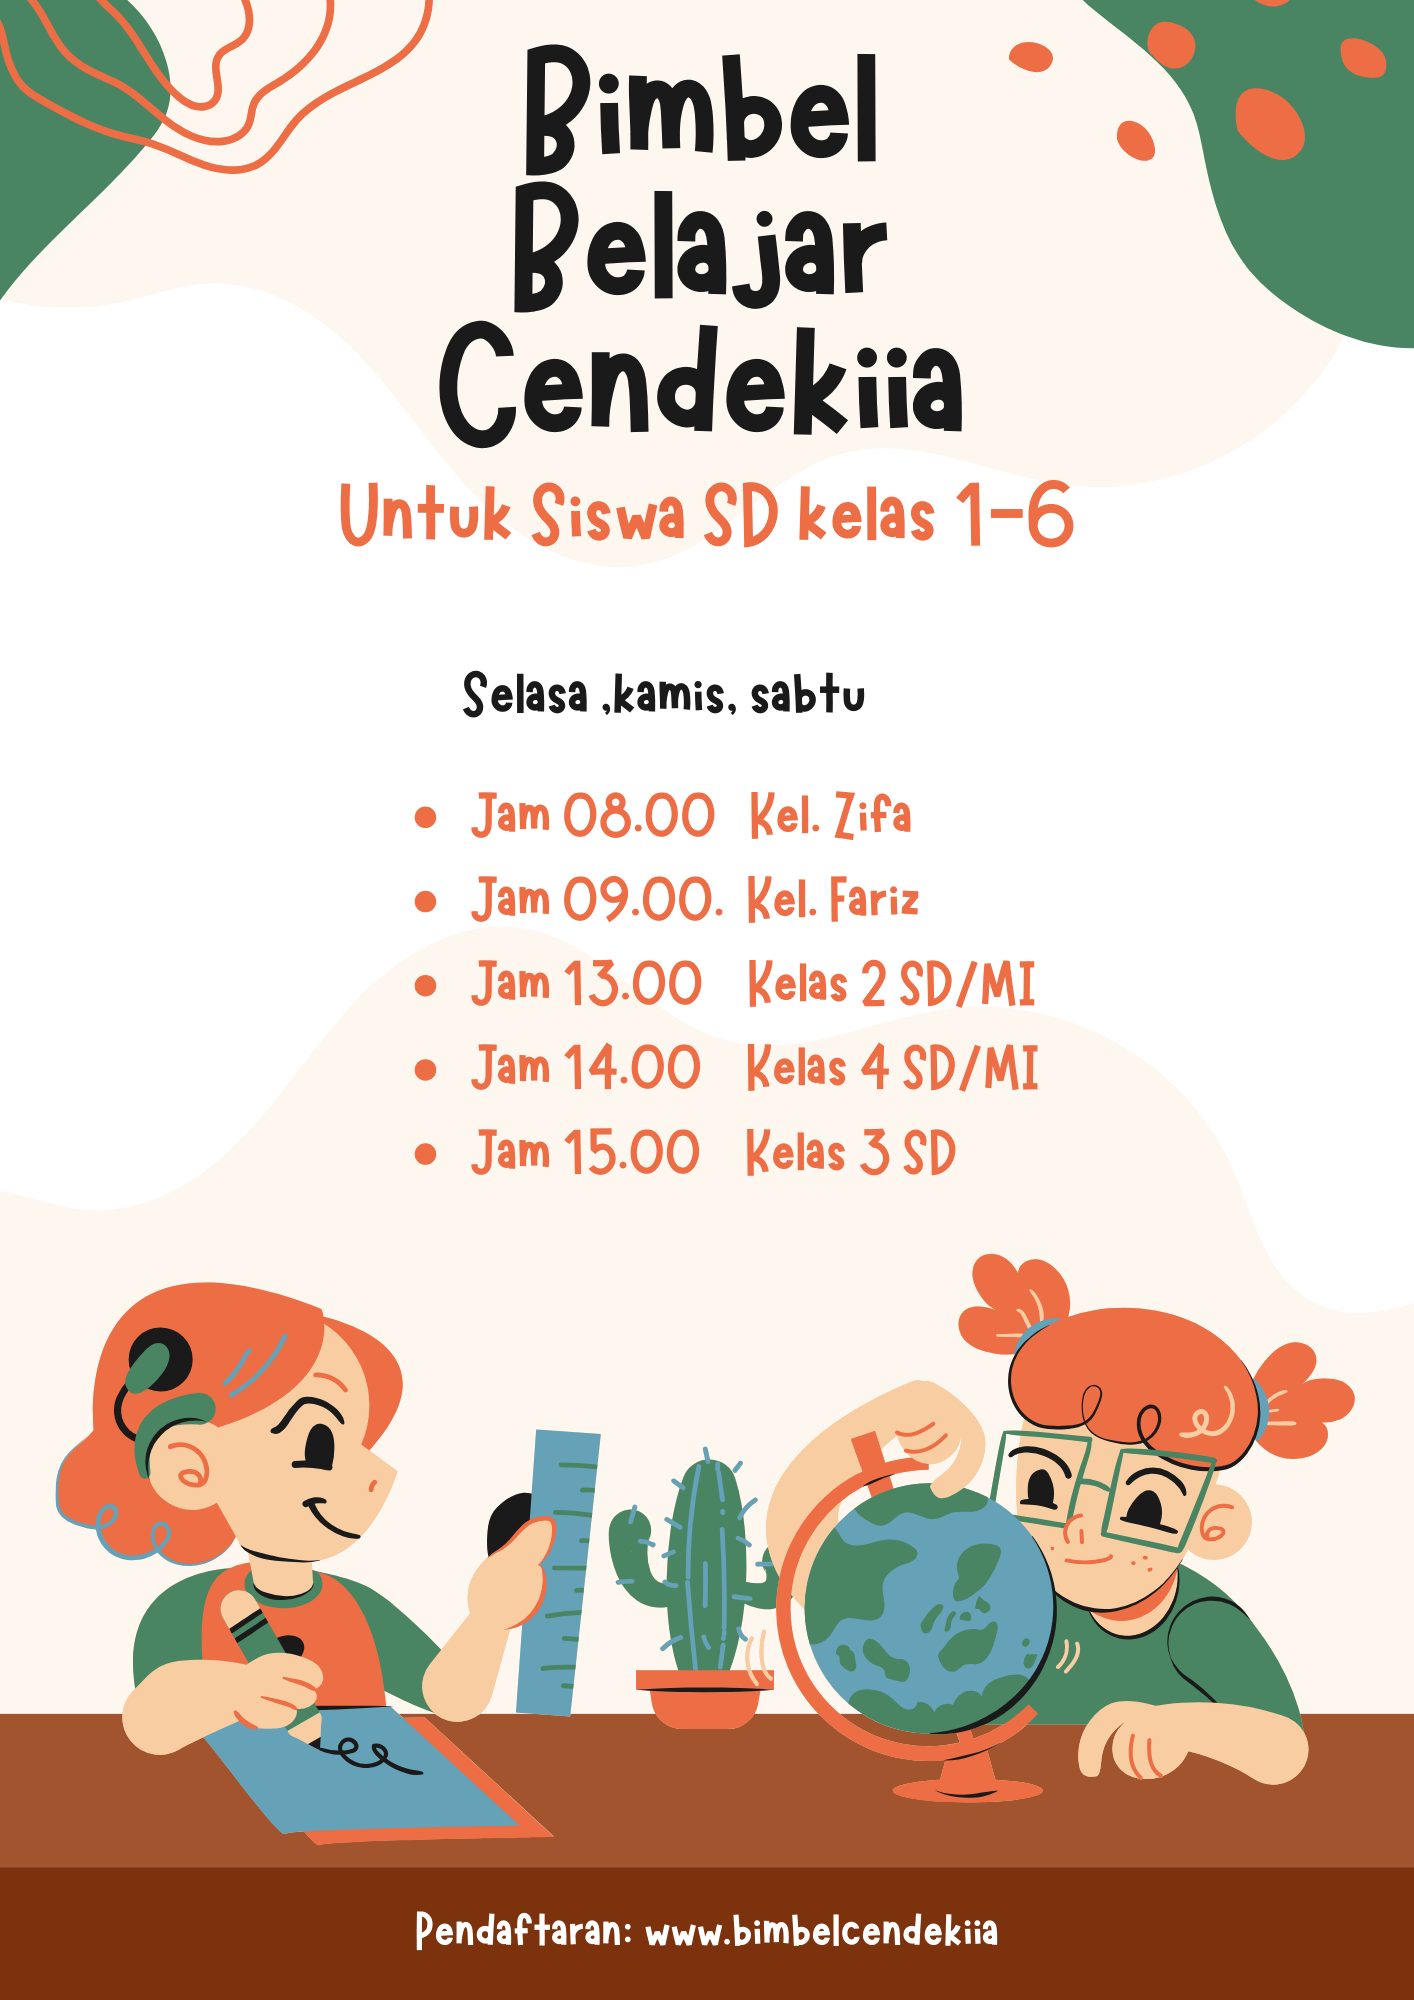 Bimbel
Belajar
Cendekiia
Untuk Siswa SD kelas 1-6
Selasa ,kamis, sabtu
• Jam 08.00 Kel. Zifa
• Jam 09.00. Kel. Fariz
• Jam 13.00 Kelas 2 SD/MI
• Jam 14.00 Kelas 4 SD/MI
• Jam 15.00 Kelas 3 SD
Pendaftaran: www.bimbelcendekiia